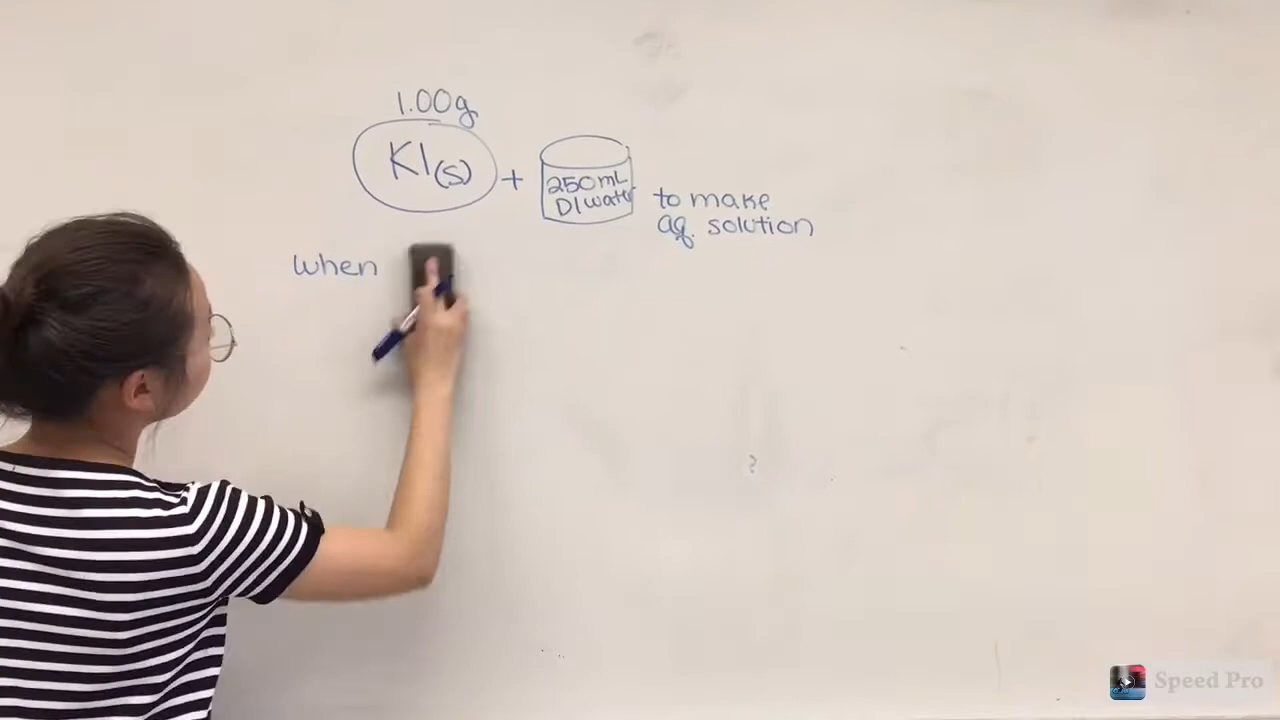 1.00g
KI(s) + 250mL
DI water
to make
aq. solution
when
?
Speed Pro